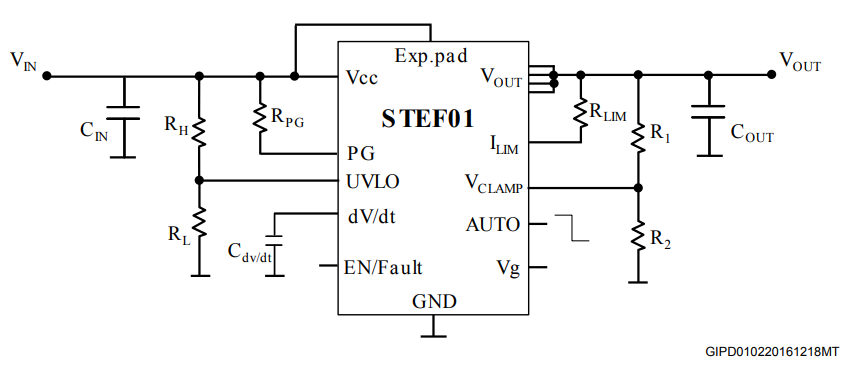 Exp.pad
VIN
Vcc
VOUT
VOUT
CIN
RH
RPG
STEF01
RLIM
R1
COUT
PG
ILIM
UVLO
VCLAMP
RL
Cdv/dt
dV/dt
AUTO
R2
EN/Fault
Vg
GND
GIPD010220161218MT